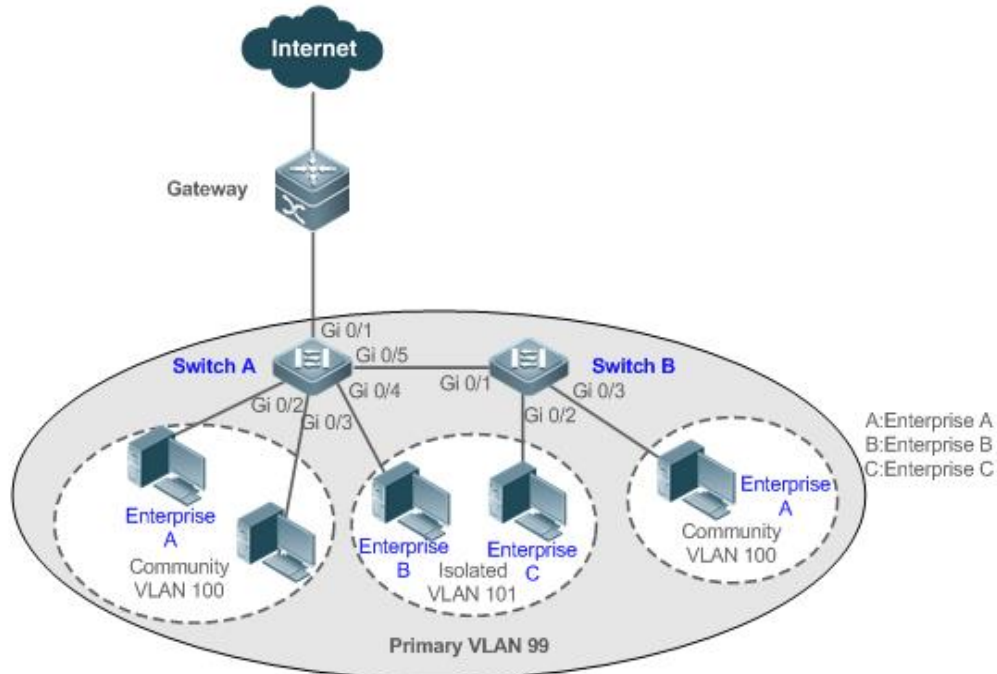 Internet
Gateway
Gi 0/1
Switch A
Gi 0/5
Gi 0/1
Switch B
Gi 0/2
Gi 0/3
Gi 0/4
Gi 0/2
Gi 0/3
A:Enterprise A
B:Enterprise B
C:Enterprise C
Enterprise
A
Community
VLAN 100
Enterprise
B
Isolated
VLAN 101
Enterprise
C
Enterprise
A
Community
VLAN 100
Primary VLAN 99